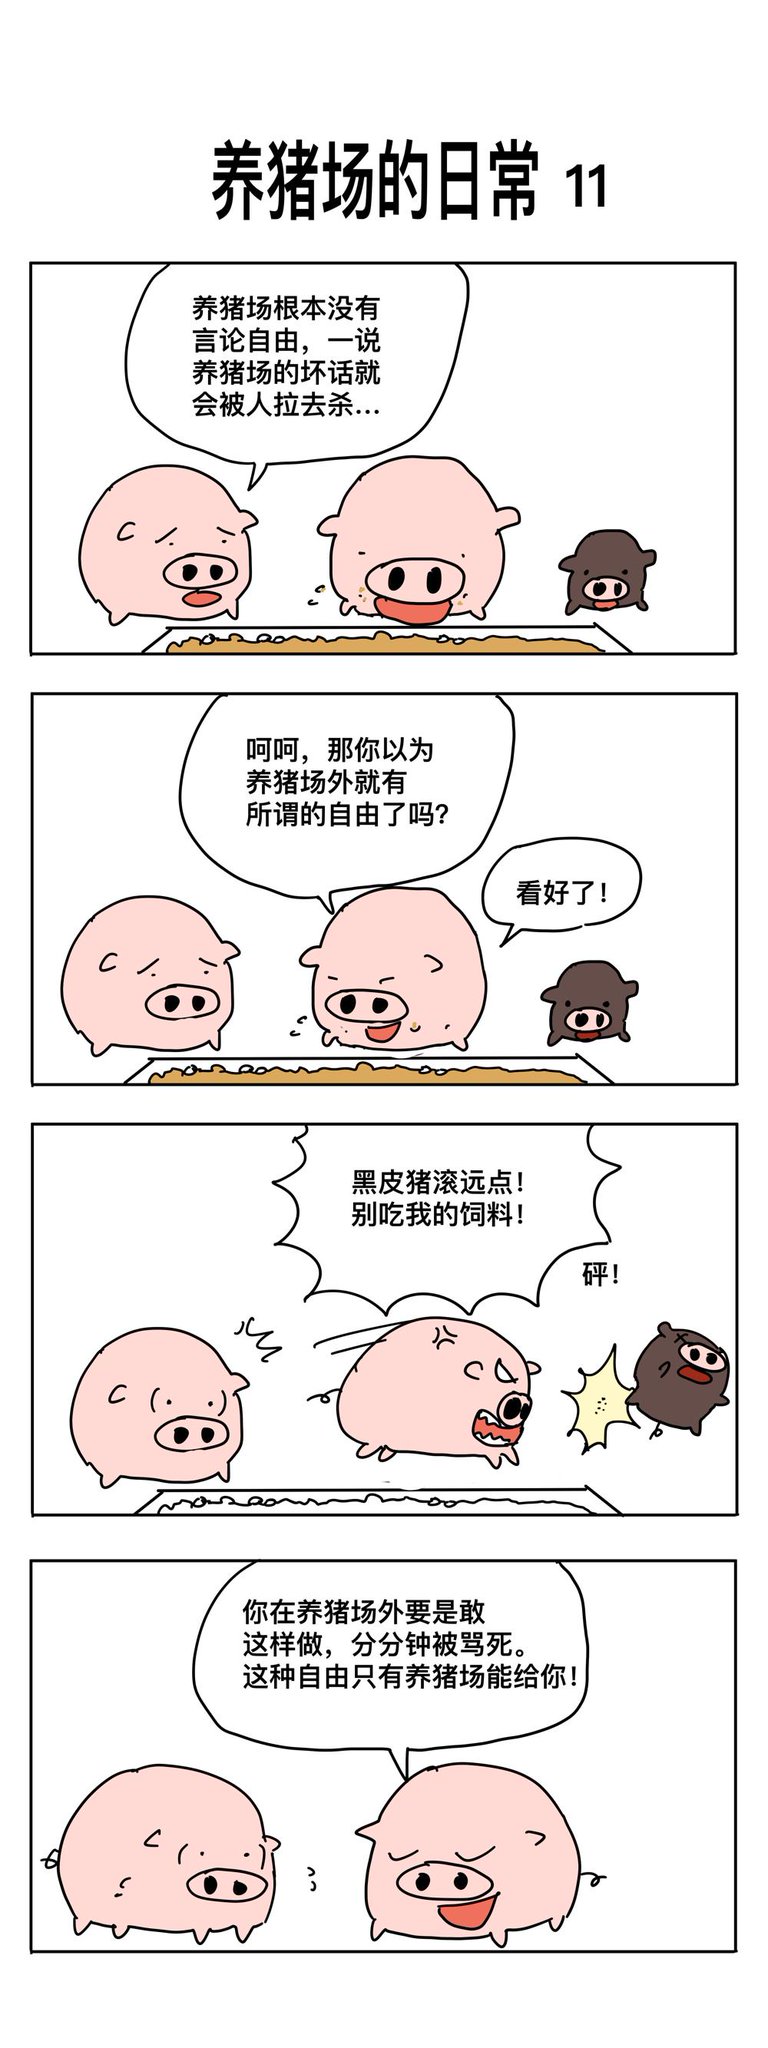 养猪场的日常 11
养猪场根本没有
言论自由，一说
养猪场的坏话就
会被人拉去杀...
呵呵，那你以为
养猪场外就有
所谓的自由了吗？
看好了！
黑皮猪滚远点！
别吃我的饲料！
砰！
你在养猪场外要是敢
这样做，分分钟被骂死。
这种自由只有养猪场能给你！